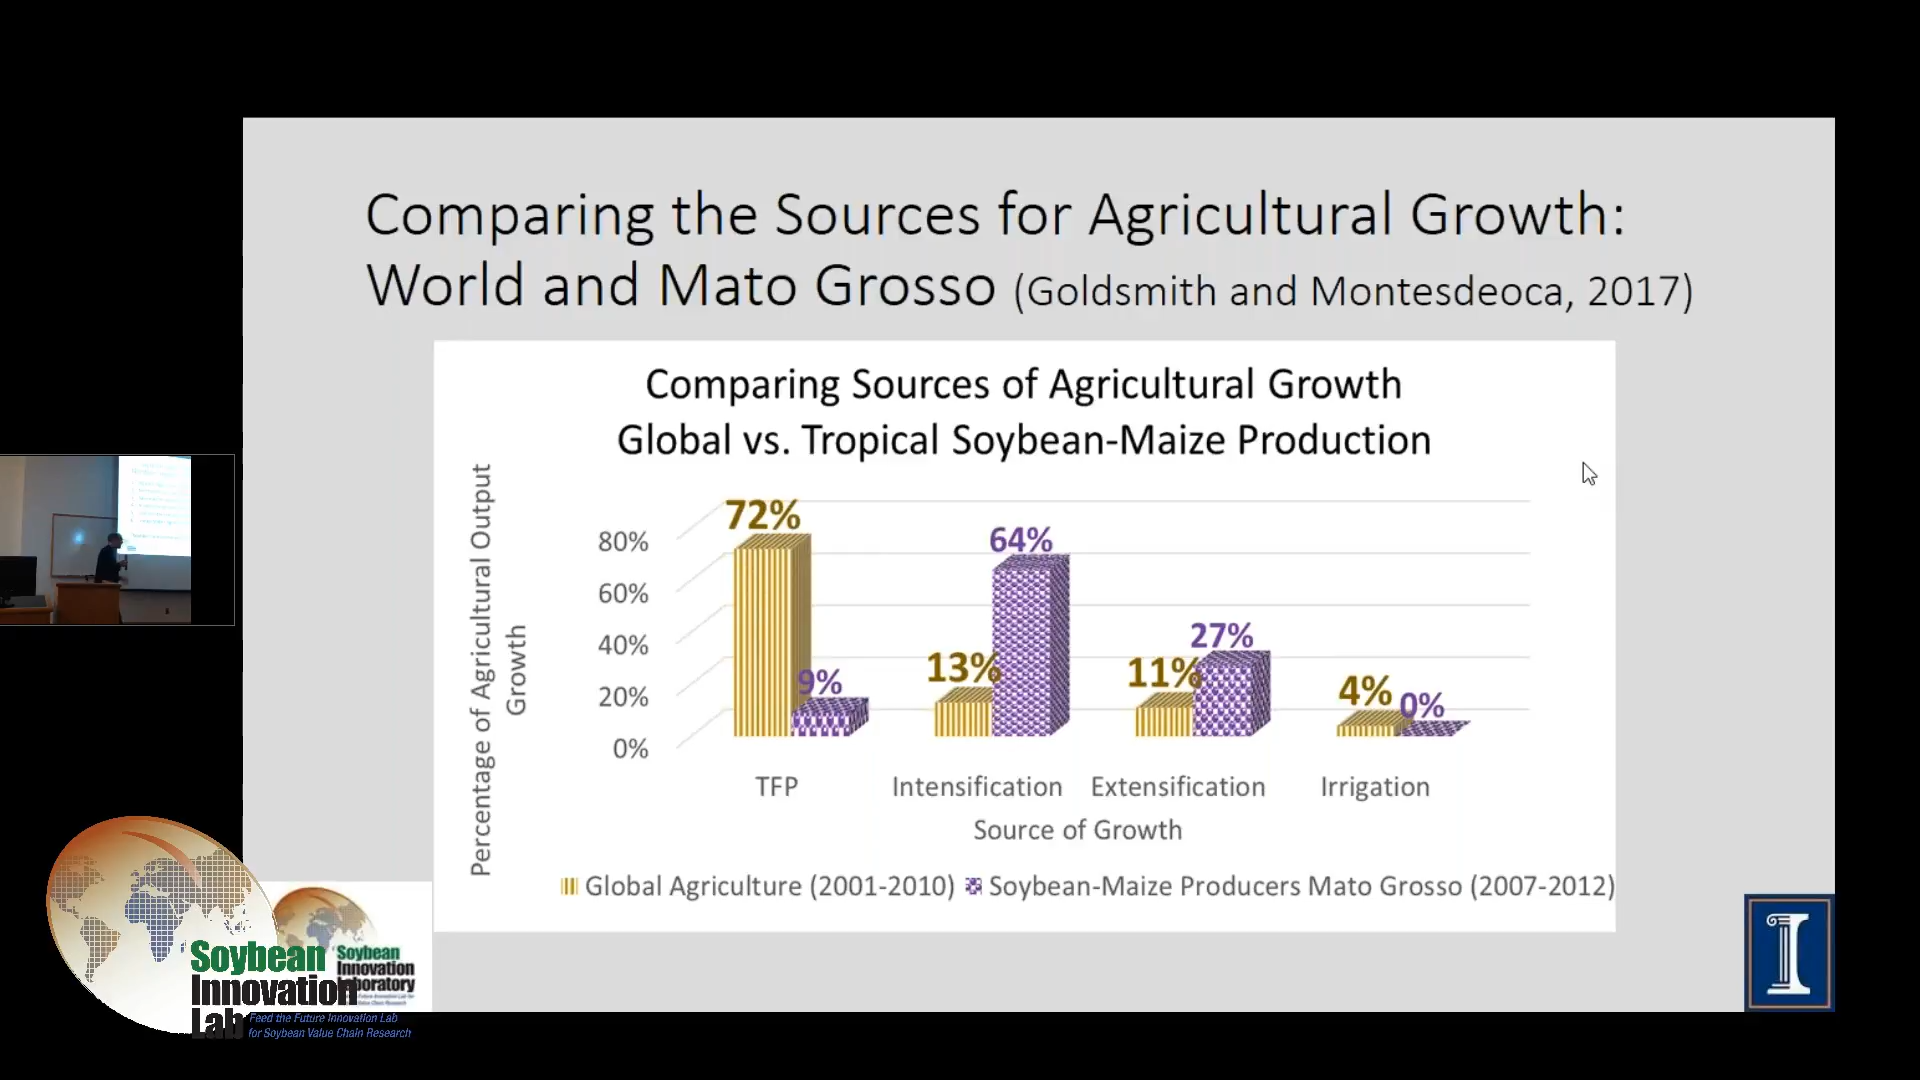 Comparing the Sources for Agricultural Growth:
World and Mato Grosso (Goldsmith and Montesdeoca, 2017)
Comparing Sources of Agricultural Growth
Global vs. Tropical Soybean-Maize Production
Percentage of Agricultural Output
Growth
80%
60%
40%
20%
0%
72%
9%
13%
64%
11%
27%
4%
0%
TFP
Intensification
Extensification
Irrigation
Source of Growth
Global Agriculture (2001-2010)
Soybean-Maize Producers Mato Grosso (2007-2012)
Soybean
Innovation
Lab
Feed the Future Innovation Lab
for Soybean Value Chain Research
Soybean
Innovation
I